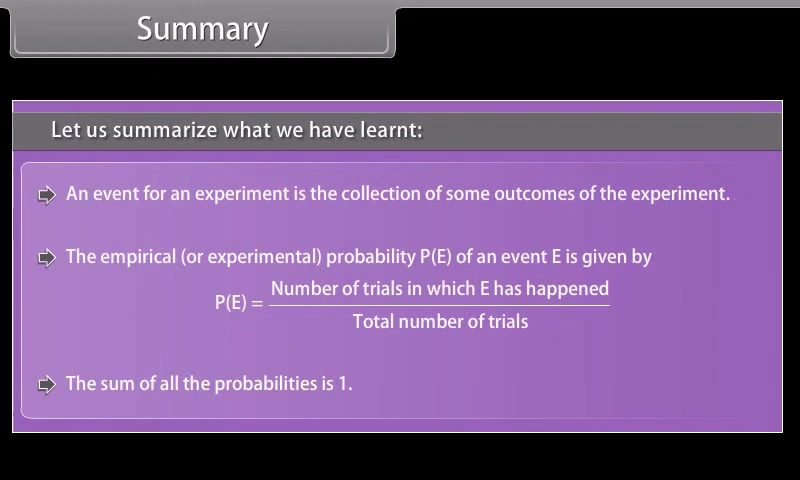 Summary
Let us summarize what we have learnt:
An event for an experiment is the collection of some outcomes of the experiment.
The empirical (or experimental) probability P(E) of an event E is given by
P(E) = Number of trials in which E has happened
Total number of trials
The sum of all the probabilities is 1.